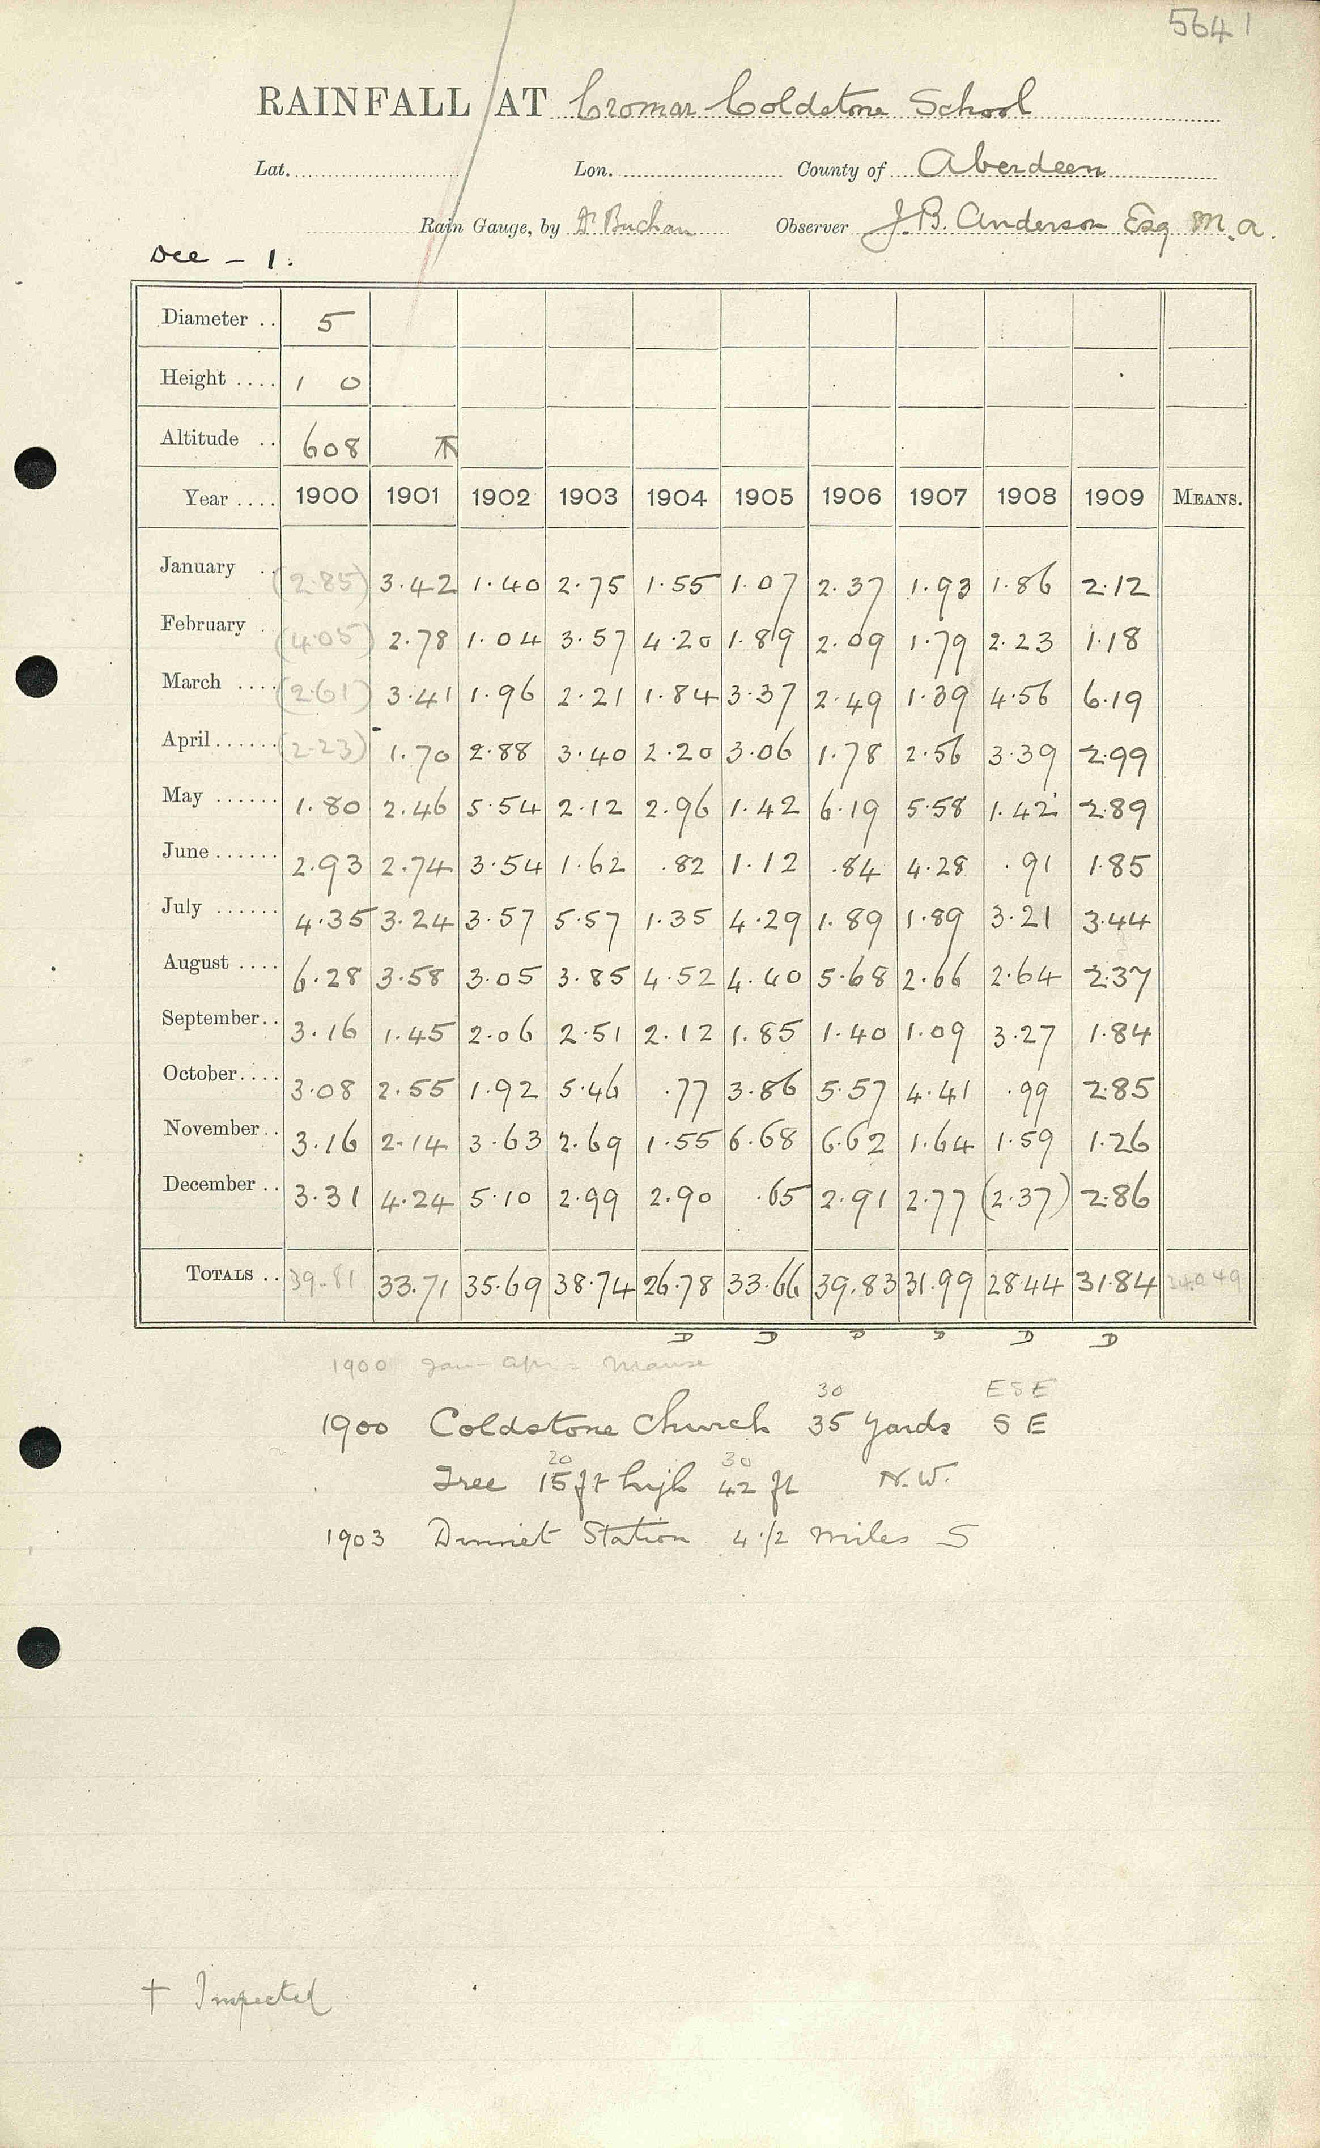 5641
RAINFALL AT Cromar Coldstone School
Lat. Lon. County of Aberdeen
Rain Gauge, by Dr Buchan Observer J. B. Anderson Esq M.a.
Dee - 1.
Diameter .. 5
Height .... 1 0
Altitude .. 608
Year .... 1900 1901 1902 1903 1904 1905 1906 1907 1908 1909 MEANS.
January .. (2.85) 3.42 1.40 2.75 1.55 1.07 2.37 1.93 1.86 2.12
February . (4.05) 2.78 1.04 3.57 4.20 1.89 2.09 1.79 2.23 1.18
March .... (2.61) 3.41 1.96 2.21 1.84 3.37 2.49 1.39 4.56 6.19
April...... (2.23) 1.70 2.88 3.40 2.20 3.06 1.78 2.56 3.39 2.99
May ...... 1.80 2.46 5.54 2.12 2.96 1.42 6.19 5.58 1.42 2.89
June...... 2.93 2.74 3.54 1.62 .82 1.12 .84 4.28 .91 1.85
July ...... 4.35 3.24 3.57 5.57 1.35 4.29 1.89 1.89 3.21 3.44
August .... 6.28 3.58 3.05 3.85 4.52 4.40 5.68 2.66 2.64 2.37
September.. 3.16 1.45 2.06 2.51 2.12 1.85 1.40 1.09 3.27 1.84
October.... 3.08 2.55 1.92 5.46 .77 3.86 5.57 4.41 .99 2.85
November.. 3.16 2.14 3.63 2.69 1.55 6.68 6.62 1.64 1.59 1.26
December .. 3.31 4.24 5.10 2.99 2.90 .65 2.91 2.77 (2.37) 2.86
TOTALS .. 39.81 33.71 35.69 38.74 26.78 33.66 39.83 31.99 28.44 31.84 340.49
D D D D D D
1900 Jan - Apr = Manse
30 ESE
1900 Coldstone Church 35 yards S E
20 30
Tree 15 ft high 42 ft N.W.
1903 Dinnet Station 4 1/2 miles S
† Inspected